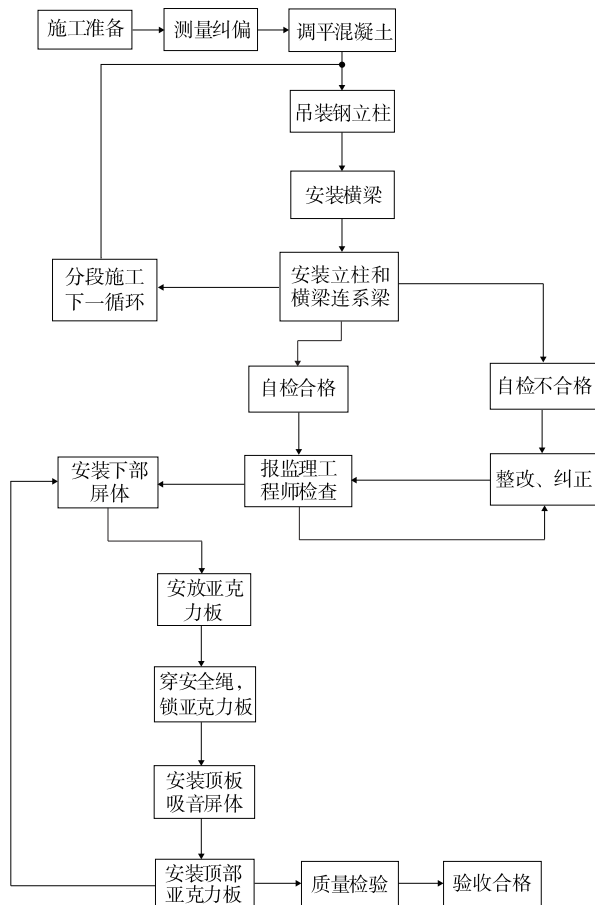 施工准备
测量纠偏
调平混凝土
吊装钢立柱
安装横梁
分段施工
下一循环
安装立柱和
横梁连系梁
自检合格
自检不合格
安装下部
屏体
报监理工
程师检查
整改、纠正
安放亚克
力板
穿安全绳，
锁亚克力板
安装顶板
吸音屏体
安装顶部
亚克力板
质量检验
验收合格